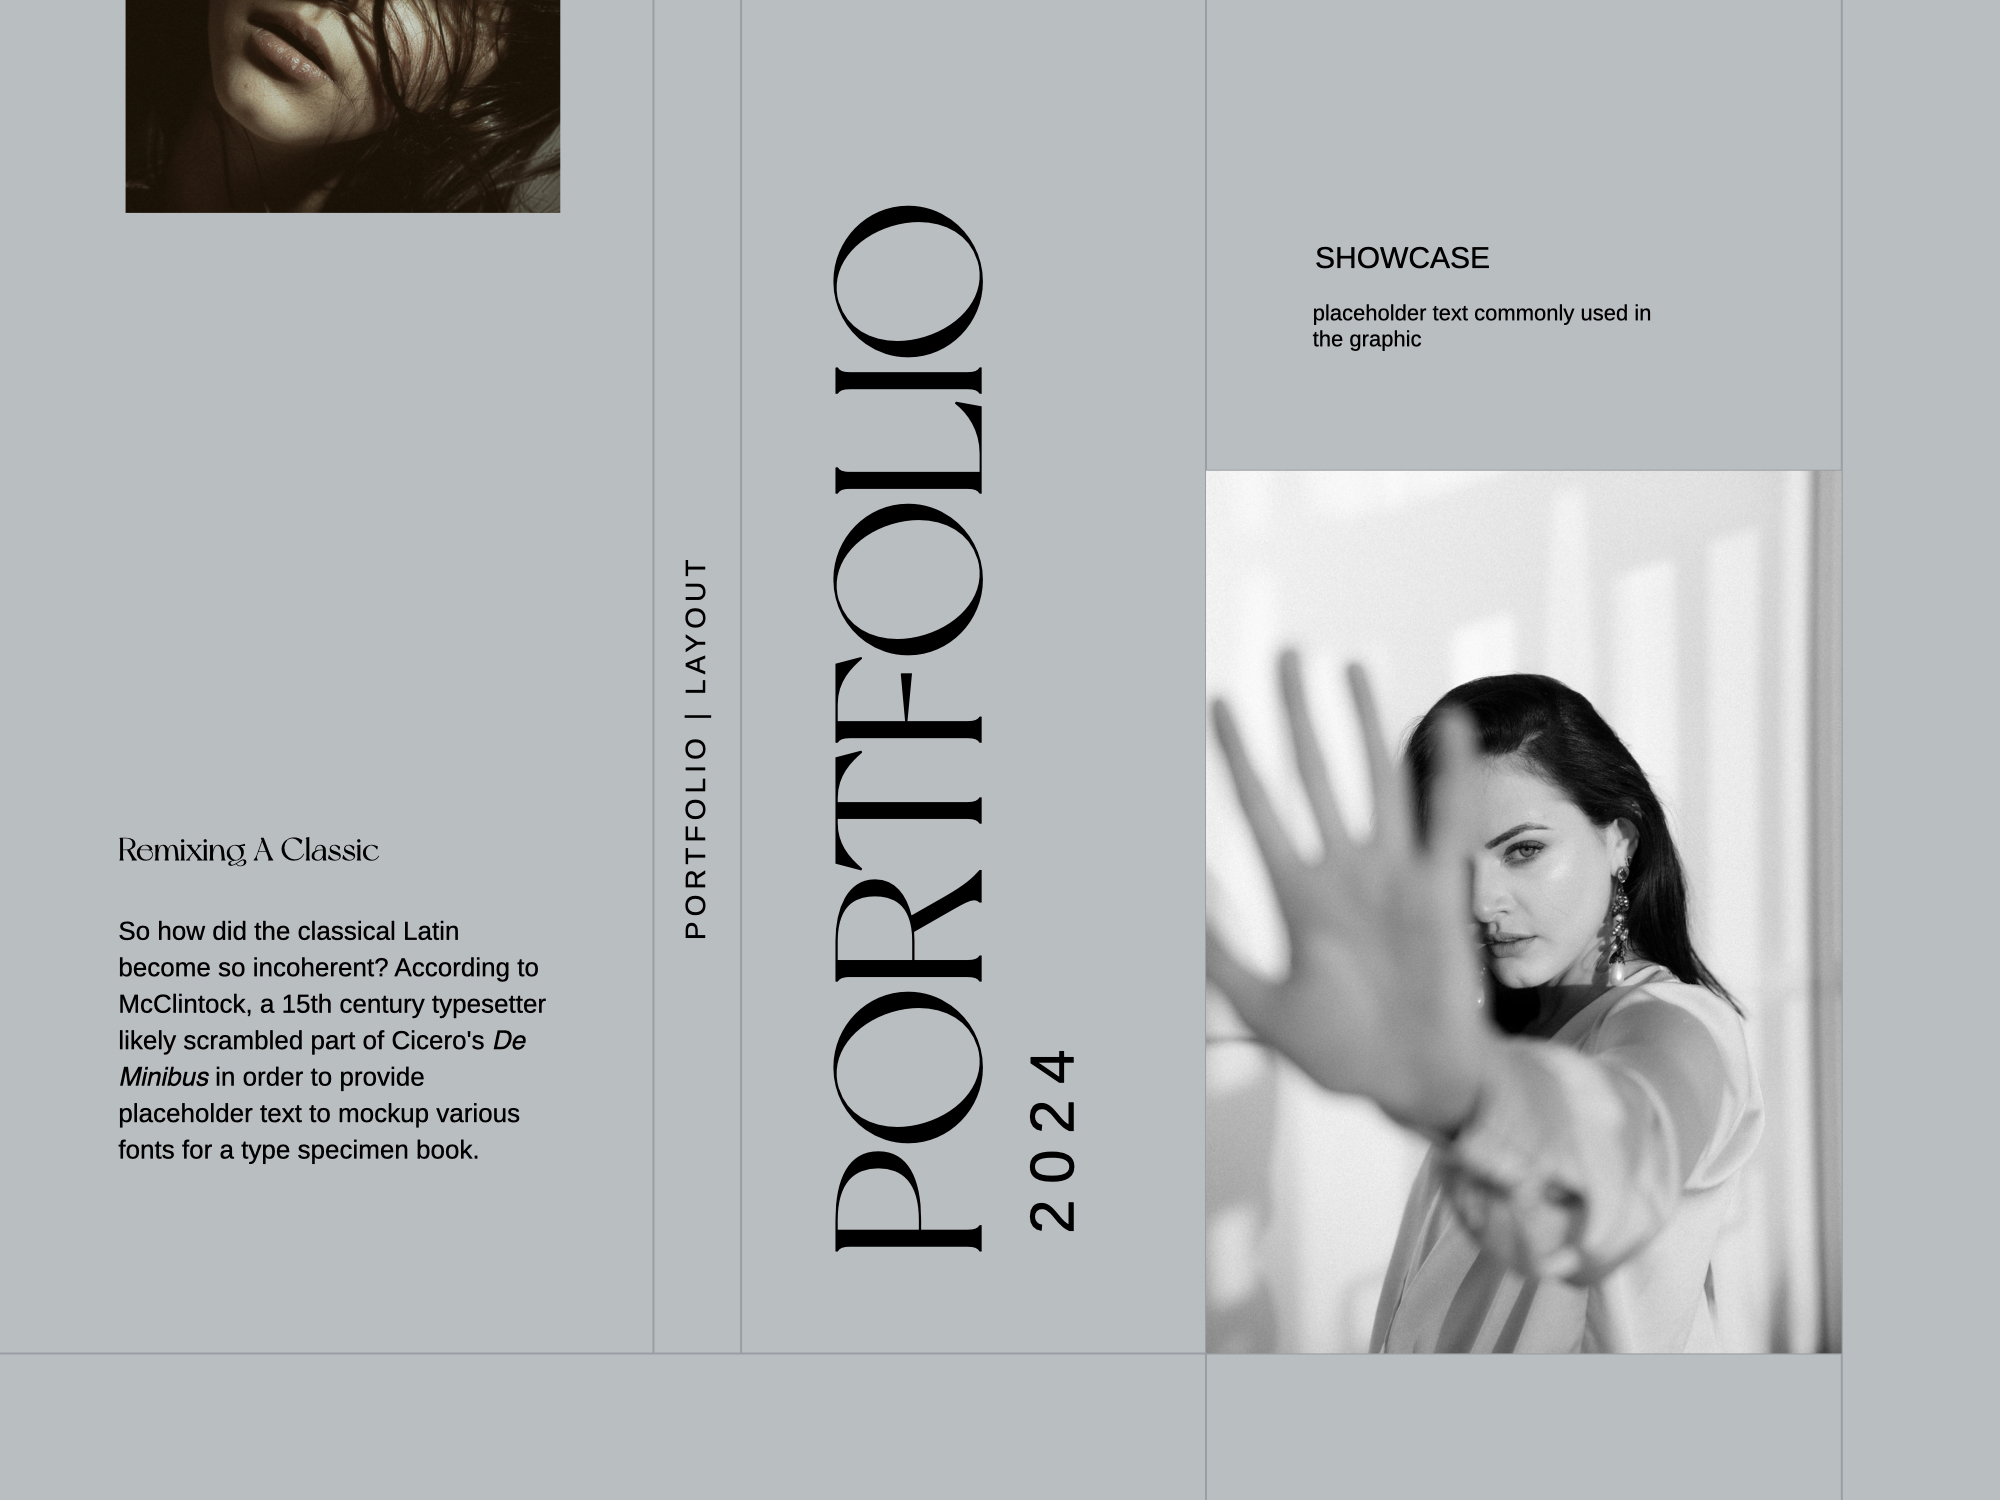 Remixing A Classic
So how did the classical Latin
become so incoherent? According to
McClintock, a 15th century typesetter
likely scrambled part of Cicero's De
Minibus in order to provide
placeholder text to mockup various
fonts for a type specimen book.
PORTFOLIO | LAYOUT
PORTFOLIO
2024
SHOWCASE
placeholder text commonly used in
the graphic